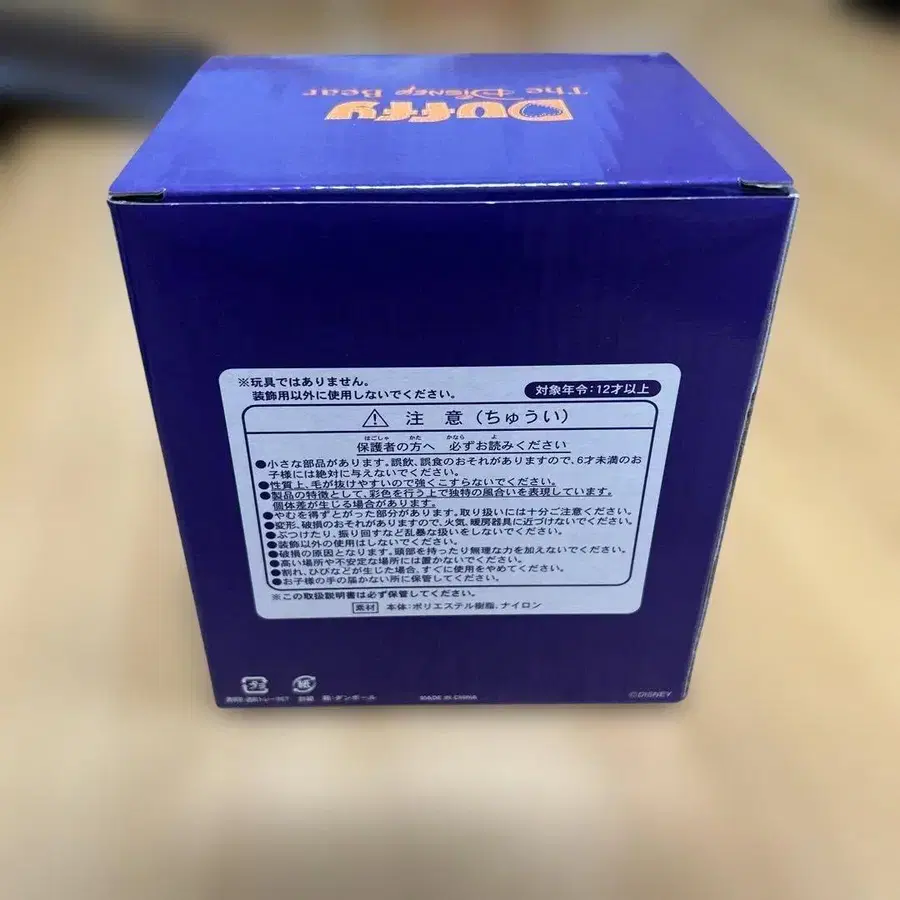 Duffy
The Disney Bear
※玩具ではありません。
装飾用以外に使用しないでください。
対象年令:12才以上
⚠ 注 意 (ちゅうい)
ほごしゃ かた かなら よ
保護者の方へ 必ずお読みください
●小さな部品があります。誤飲、誤食のおそれがありますので、6才未満のお
子様には絶対に与えないでください。
●性質上、毛が抜けやすいので強くこすらないでください。
●製品の特徴として、彩色を行う上で独特の風合いを表現しています。
個体差が生じる場合があります。
●やむを得ずとがった部分があります。取り扱いには十分ご注意ください。
●変形、破損のおそれがありますので、火気、暖房器具に近づけないでください。
●ぶつけたり、振り回すなど乱暴な扱いをしないでください。
●装飾以外の使用はしないでください。
●破損の原因となります。頭部を持ったり無理な力を加えないでください。
●高い場所や不安定な場所には置かないでください。
●割れ、ひびなどが生じた場合、すぐに使用をやめてください。
●お子様の手の届かない所に保管してください。
※この取扱説明書は必ず保管してください。
素材 本体:ポリエステル樹脂、ナイロン
プラ 紙
箱:ダンボール
MADE IN CHINA
©DISNEY